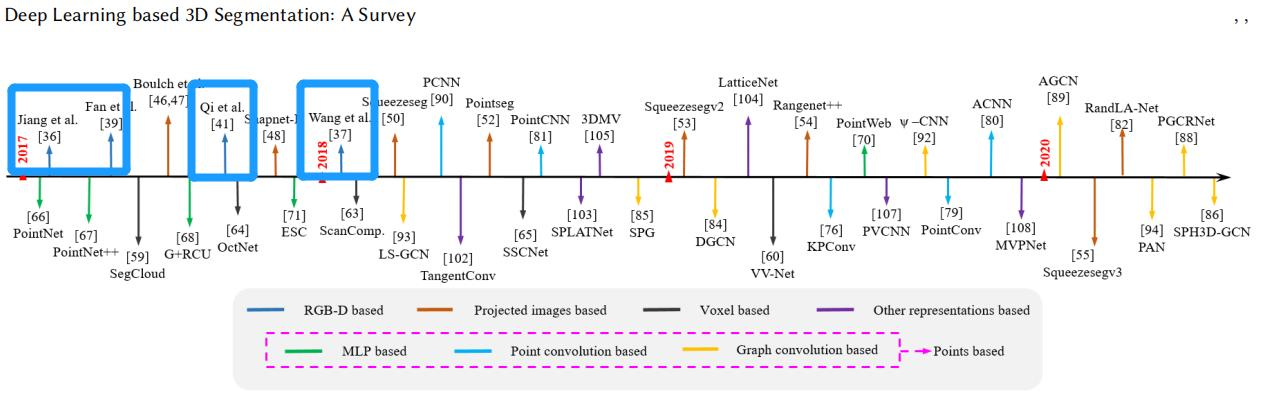 Deep Learning based 3D Segmentation: A Survey
, ,
2017
Jiang et al.
[36]
Fan et
[39]
Boulch et
[46,47]
Qi et al.
[41]
[48]
2018
Wang et al.
[37]
[50]
PCNN
[90]
Pointseg
[52]
PointCNN
[81]
3DMV
[105]
2019
Squeezesegv2
[53]
LatticeNet
[104]
Rangenet++
[54]
PointWeb
[70]
ψ−CNN
[92]
ACNN
[80]
2020
AGCN
[89]
RandLA-Net
[82]
PGCRNet
[88]
[66]
PointNet
[67]
PointNet++
[59]
SegCloud
[68]
G+RCU
[64]
OctNet
[71]
ESC
[63]
ScanComp.
[93]
LS-GCN
[102]
TangentConv
[65]
SSCNet
[103]
SPLATNet
[85]
SPG
[84]
DGCN
[60]
VV-Net
[76]
KPConv
[107]
PVCNN
[79]
PointConv
[108]
MVPNet
[55]
Squeezesegv3
[94]
PAN
[86]
SPH3D-GCN
RGB-D based
Projected images based
Voxel based
Other representations based
MLP based
Point convolution based
Graph convolution based
Points based